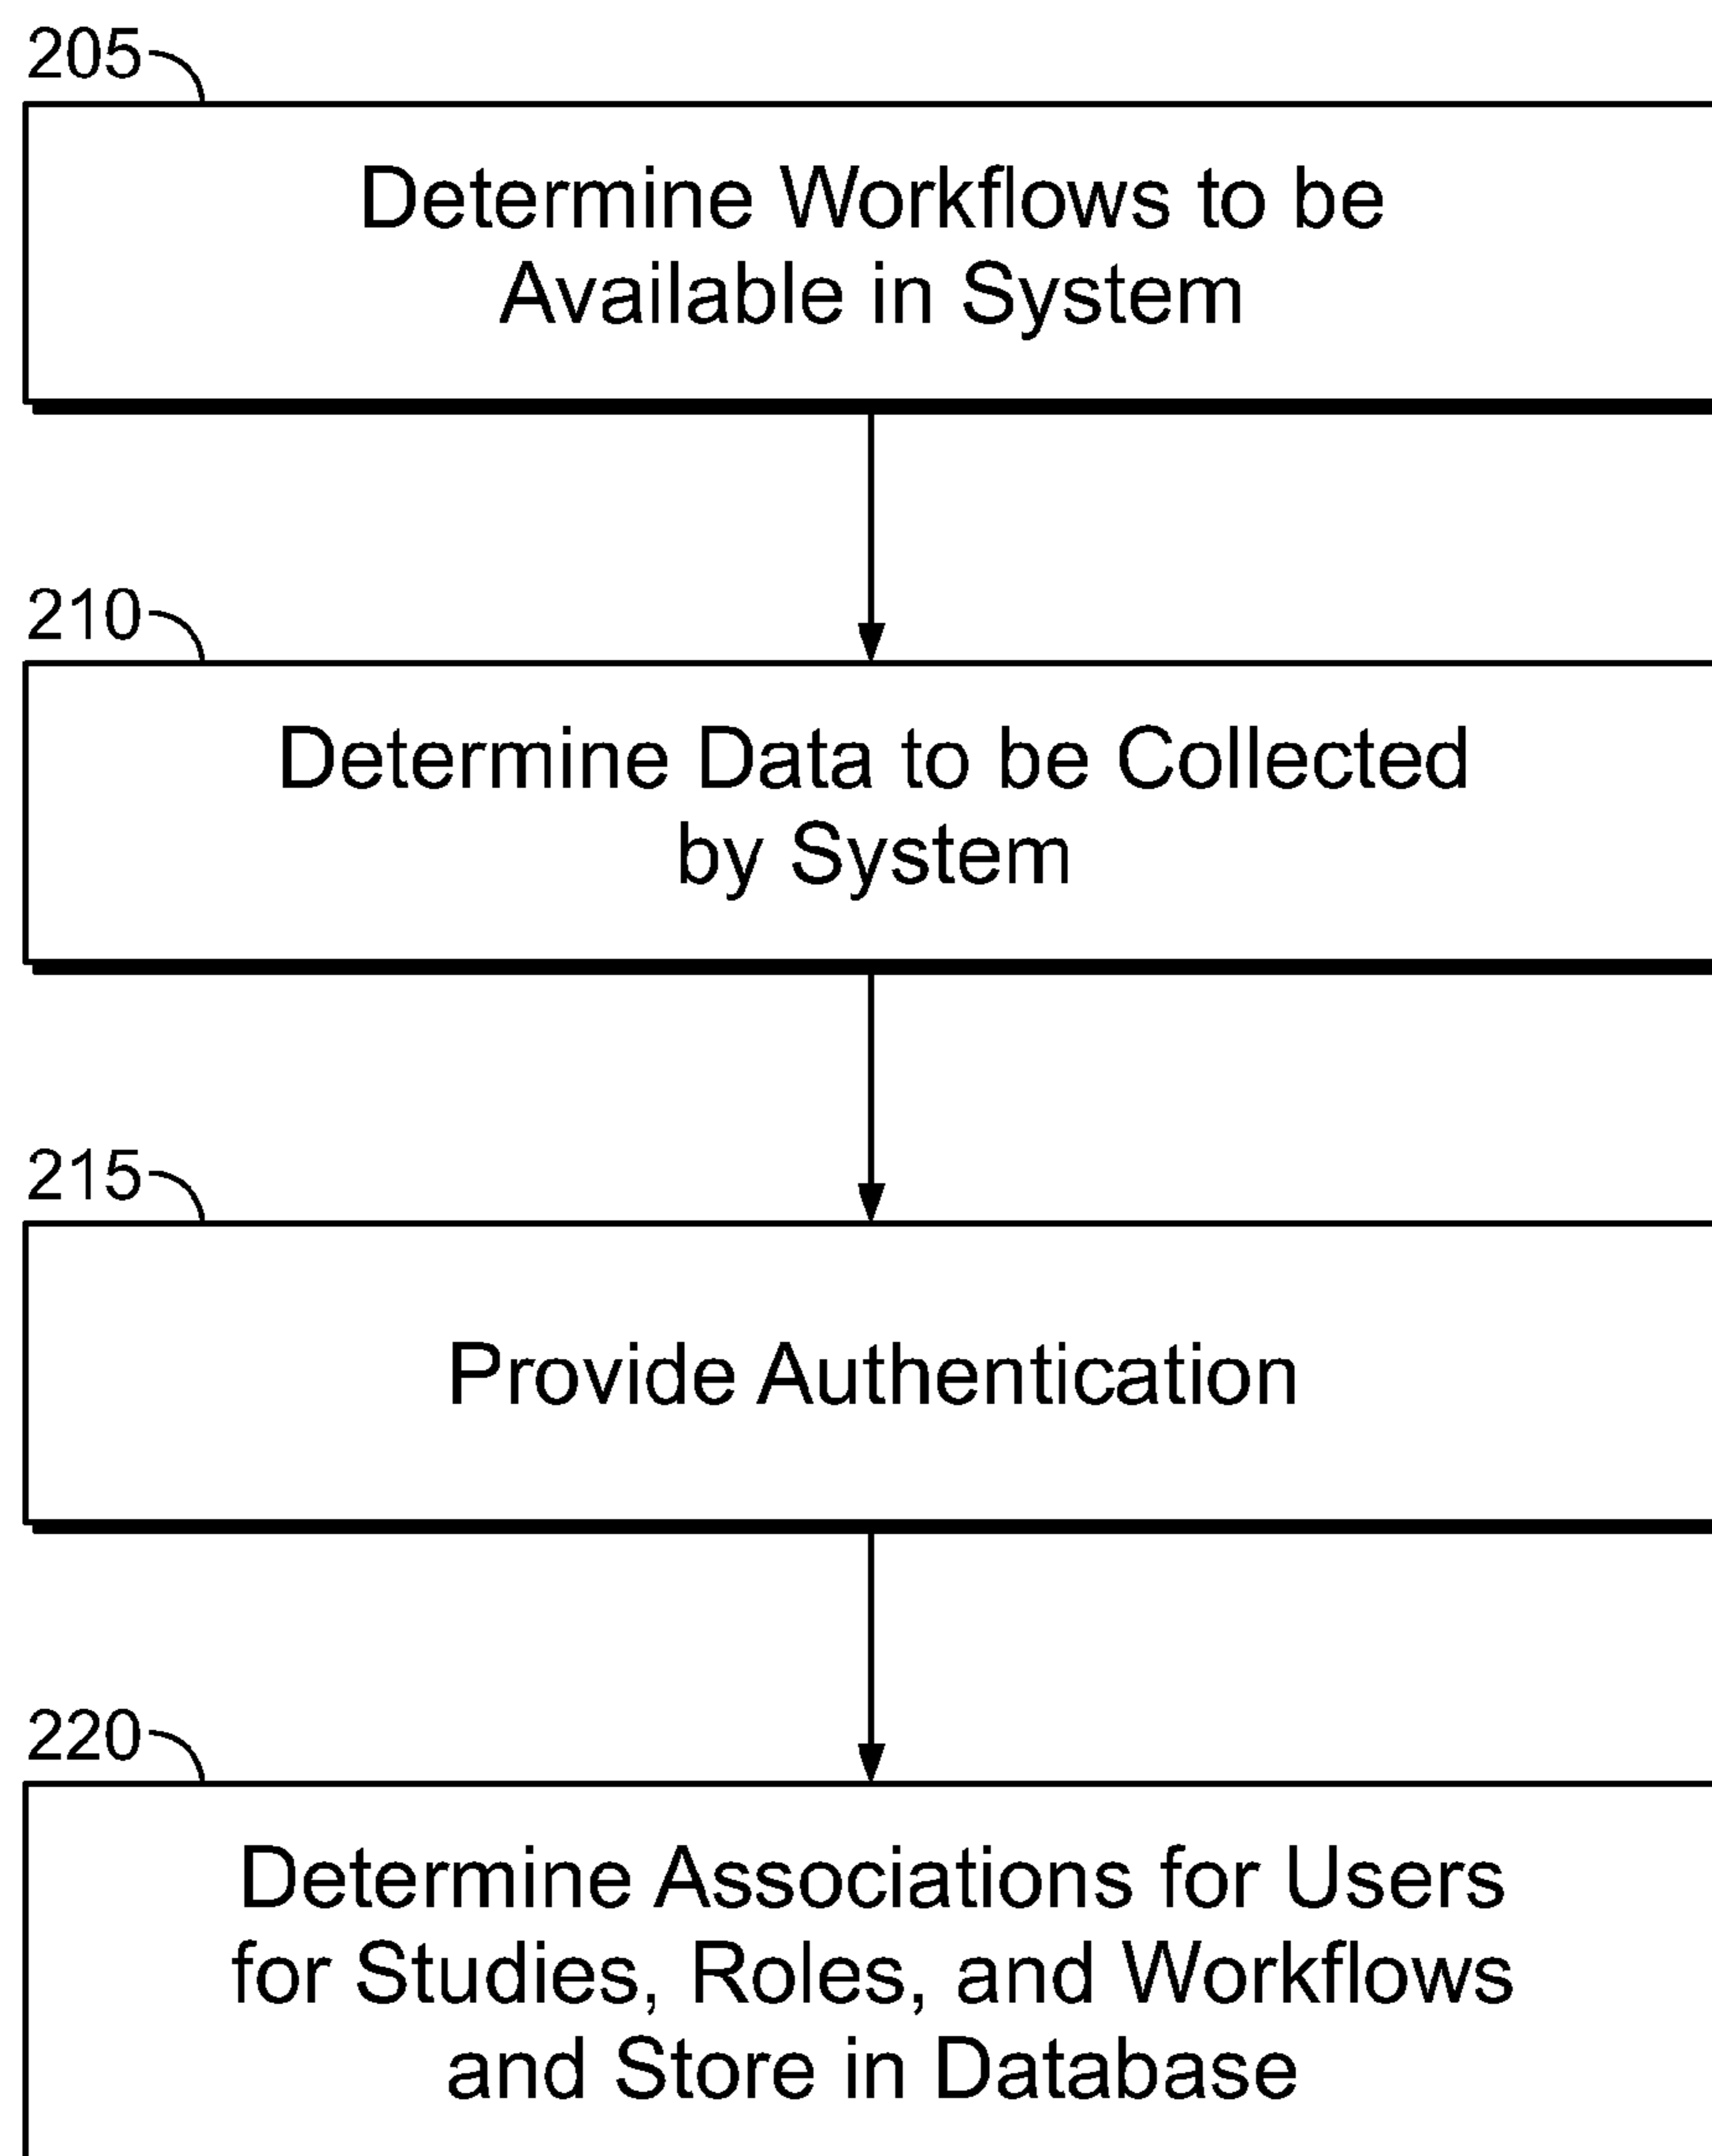 205
Determine Workflows to be
Available in System
210
Determine Data to be Collected
by System
215
Provide Authentication
220
Determine Associations for Users
for Studies, Roles, and Workflows
and Store in Database